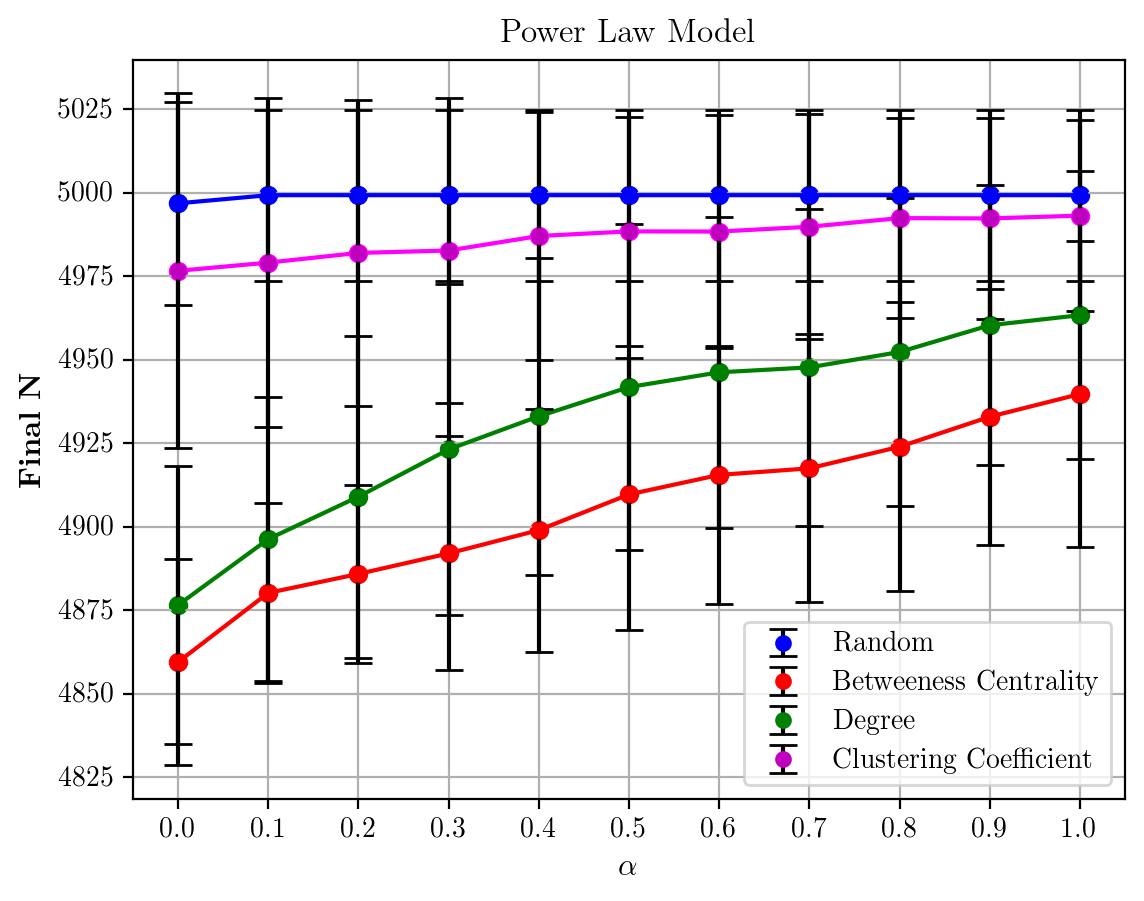 Power Law Model
5025
5000
4975
4950
4925
4900
4875
4850
4825
Final N
Random
Betweeness Centrality
Degree
Clustering Coefficient
0.0 0.1 0.2 0.3 0.4 0.5 0.6 0.7 0.8 0.9 1.0
α